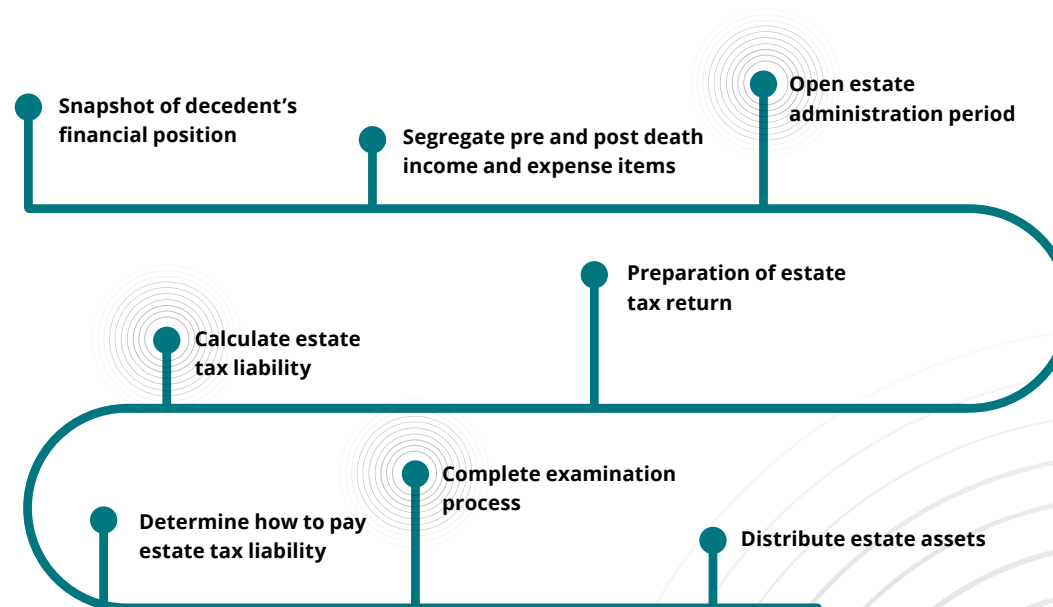 Snapshot of decedent’s
financial position
Segregate pre and post death
income and expense items
Open estate
administration period
Preparation of estate
tax return
Calculate estate
tax liability
Determine how to pay
estate tax liability
Complete examination
process
Distribute estate assets